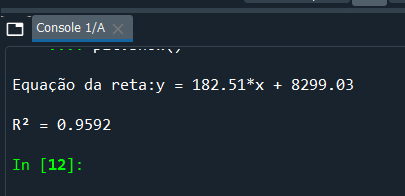 Console 1/A
Equação da reta:y = 182.51*x + 8299.03
R² = 0.9592
In [12]: